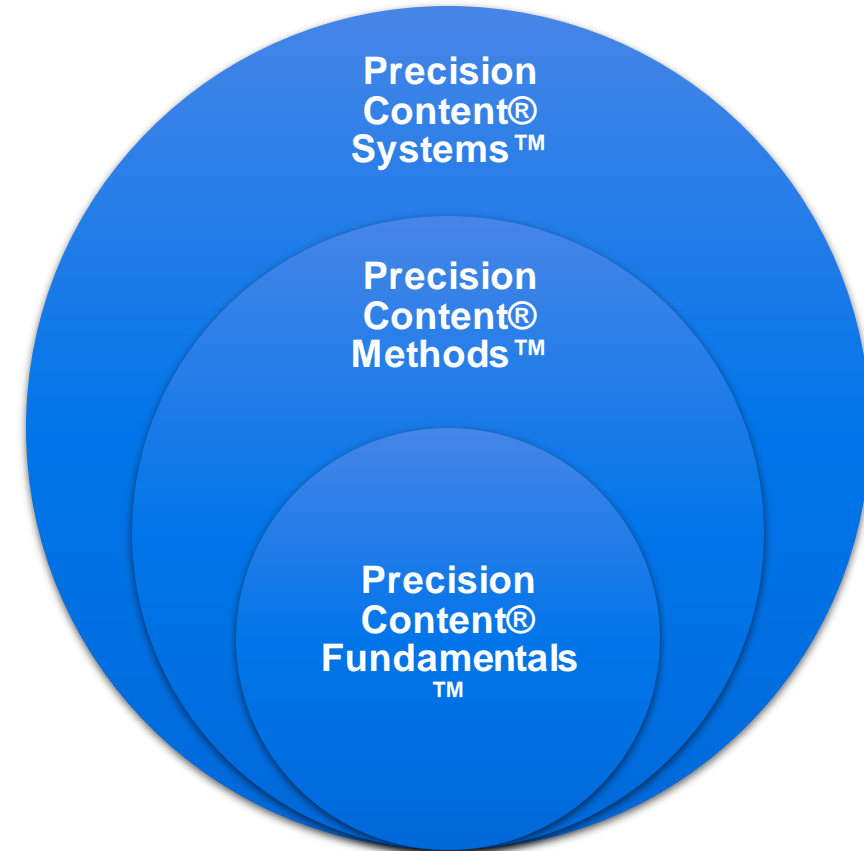 Precision
Content®
Systems™
Precision
Content®
Methods™
Precision
Content®
Fundamentals
™